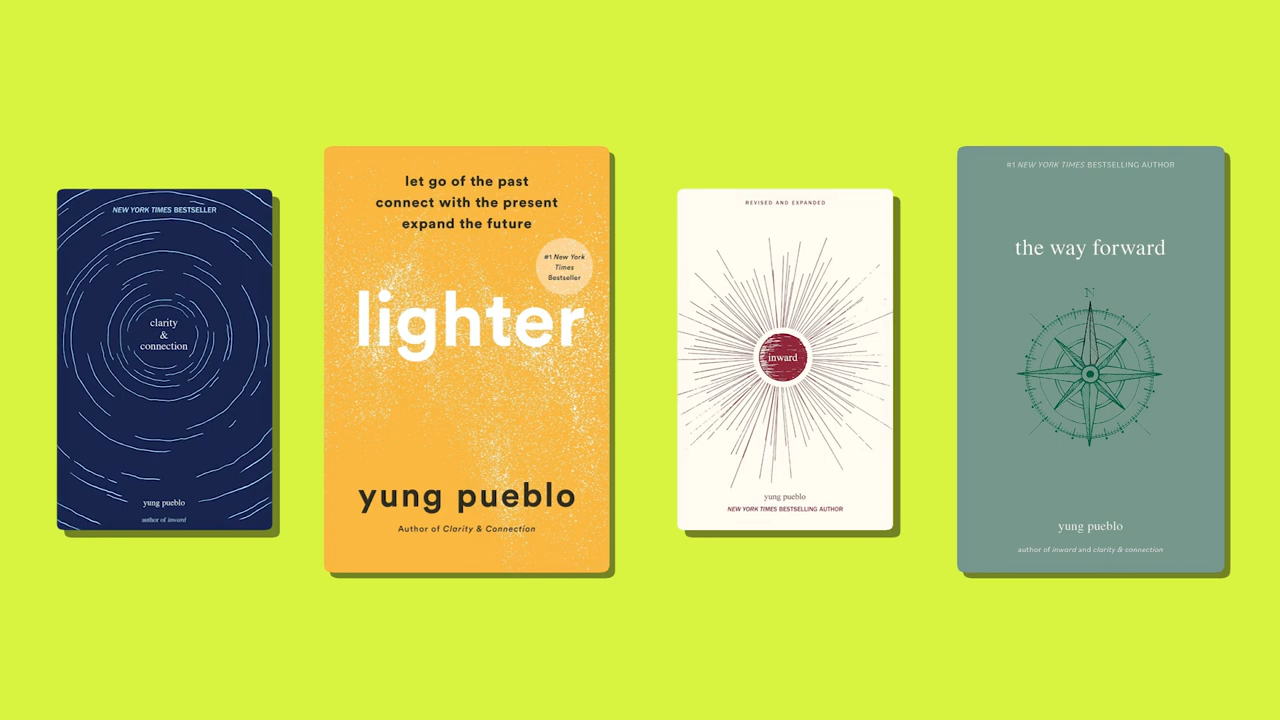 NEW YORK TIMES BESTSELLER
clarity
&
connection
yung pueblo
author of inward
let go of the past
connect with the present
expand the future
#1 New York
Times
Bestseller
lighter
yung pueblo
Author of Clarity & Connection
REVISED AND EXPANDED
inward
yung pueblo
NEW YORK TIMES BESTSELLING AUTHOR
#1 NEW YORK TIMES BESTSELLING AUTHOR
the way forward
N
yung pueblo
author of inward and clarity & connection